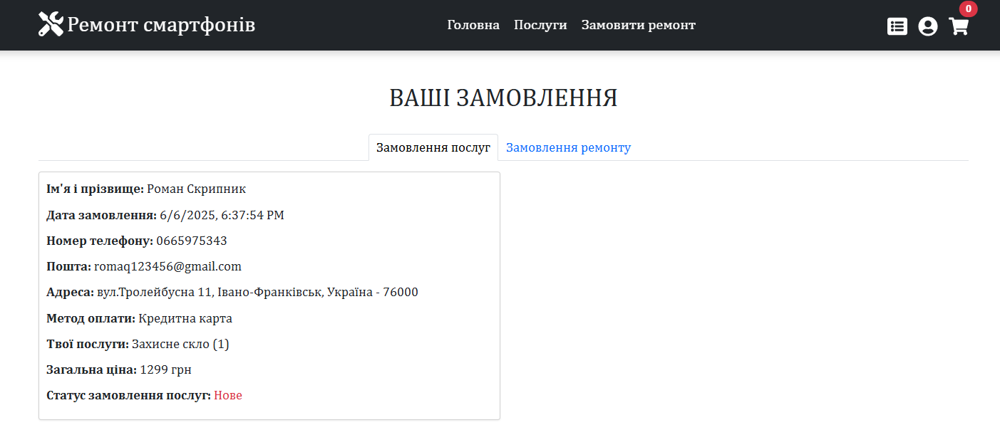 Ремонт смартфонів
Головна Послуги Замовити ремонт
0
ВАШІ ЗАМОВЛЕННЯ
Замовлення послуг Замовлення ремонту
Ім'я і прізвище: Роман Скрипник
Дата замовлення: 6/6/2025, 6:37:54 PM
Номер телефону: 0665975343
Пошта: romaq123456@gmail.com
Адреса: вул.Тролейбусна 11, Івано-Франківськ, Україна - 76000
Метод оплати: Кредитна карта
Твої послуги: Захисне скло (1)
Загальна ціна: 1299 грн
Статус замовлення послуг: Нове